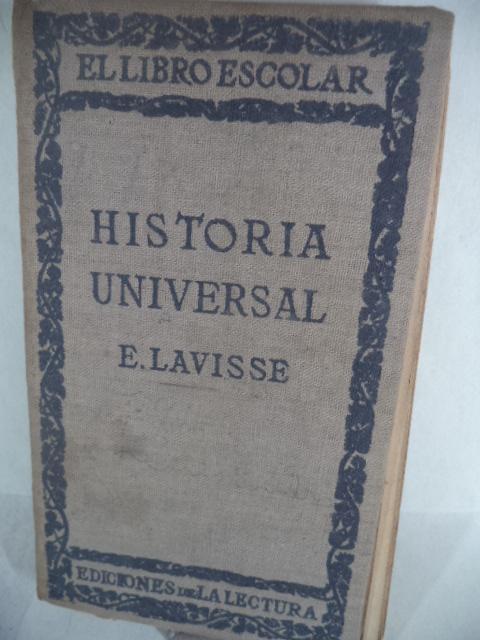 EL LIBRO ESCOLAR
HISTORIA
UNIVERSAL
E. LAVISSE
EDICIONES DE LA LECTURA